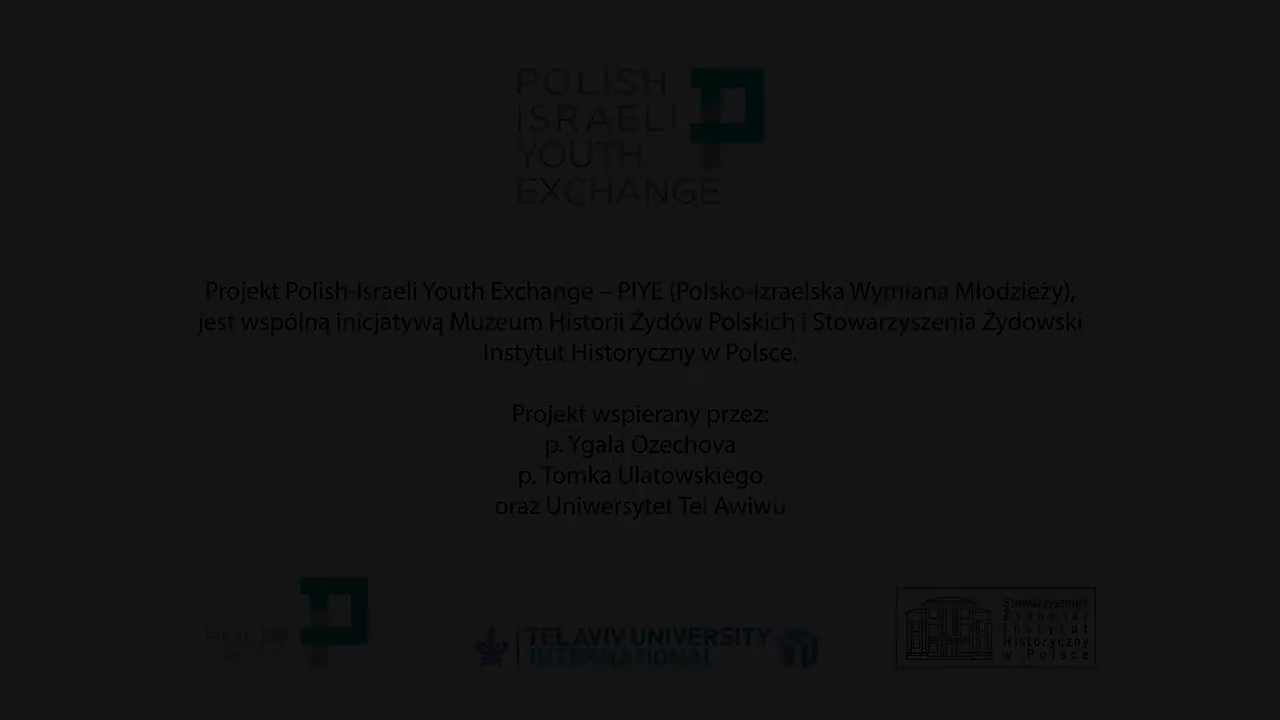 POLISH
ISRAELI
YOUTH
EXCHANGE
Projekt Polish-Israeli Youth Exchange – PIYE (Polsko-Izraelska Wymiana Młodzieży),
jest wspólną inicjatywą Muzeum Historii Żydów Polskich i Stowarzyszenia Żydowski
Instytut Historyczny w Polsce.
Projekt wspierany przez:
p. Ygala Ozechova
p. Tomka Ulatowskiego
oraz Uniwersytet Tel Awiwu
POLIN
TEL AVIV UNIVERSITY
INTERNATIONAL
Stowarzyszenie
Żydowski
Instytut
Historyczny
w Polsce